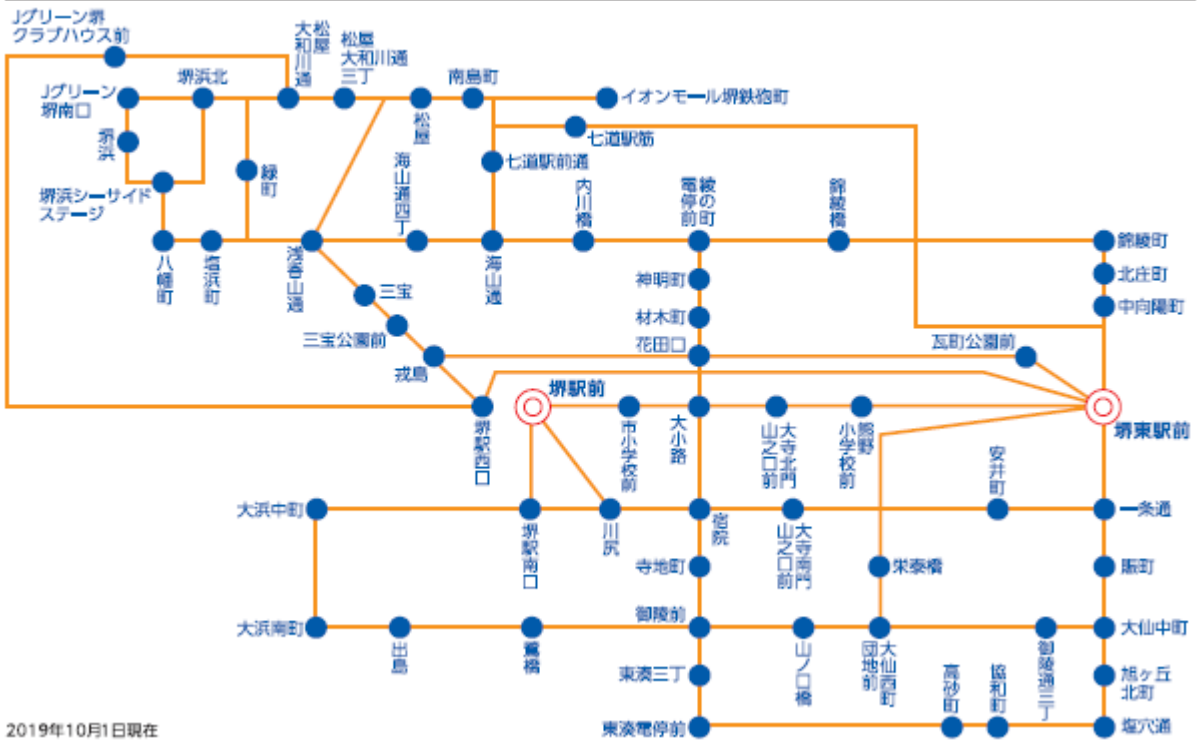 Jグリーン堺
クラブハウス前
松屋
大和川通
松屋
大和川通
三丁
南島町
堺浜北
Jグリーン
堺南口
イオンモール堺鉄砲町
七道駅筋
堺浜
松屋
七道駅前通
緑町
海山通四丁
内川橋
綾の町
電停前
錦綾橋
堺浜シーサイド
ステージ
錦綾町
八幡町
塩浜町
浅香山通
海山通
北庄町
神明町
三宝
中向陽町
材木町
三宝公園前
花田口
瓦町公園前
戎島
堺駅前
堺駅西口
市小学校前
大小路
大寺北門
山之口前
熊野
小学校前
堺東駅前
安井町
大浜中町
堺駅南口
川尻
宿院
大寺南門
山之口前
一条通
寺地町
栄泰橋
賑町
御陵前
大浜南町
出島
鷺橋
山ノ口橋
大仙西町
団地前
御陵通三丁
大仙中町
東湊三丁
高砂町
協和町
旭ヶ丘
北町
東湊電停前
塩穴通
2019年10月1日現在